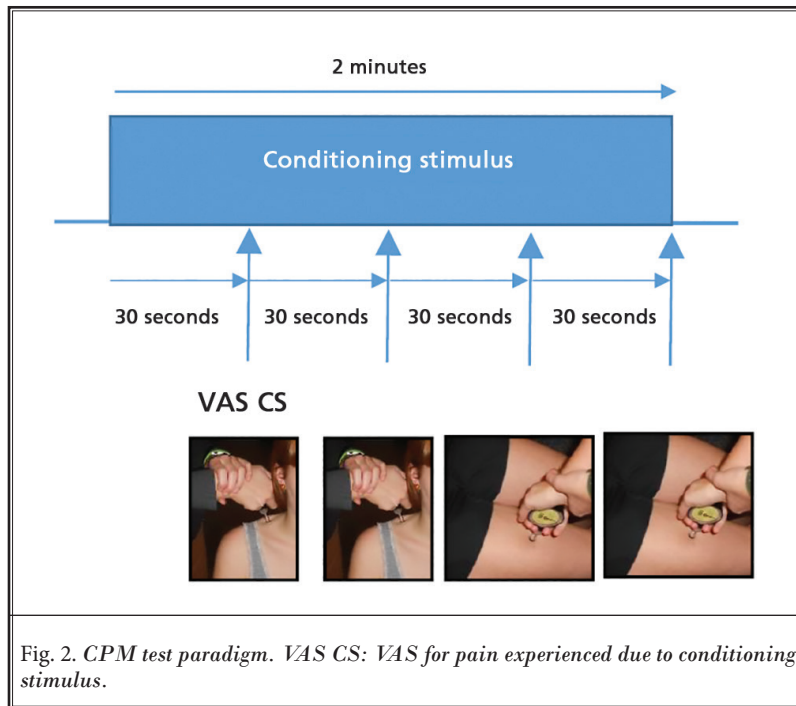 2 minutes
Conditioning stimulus
30 seconds 30 seconds 30 seconds 30 seconds
VAS CS
Fig. 2. CPM test paradigm. VAS CS: VAS for pain experienced due to conditioning
stimulus.